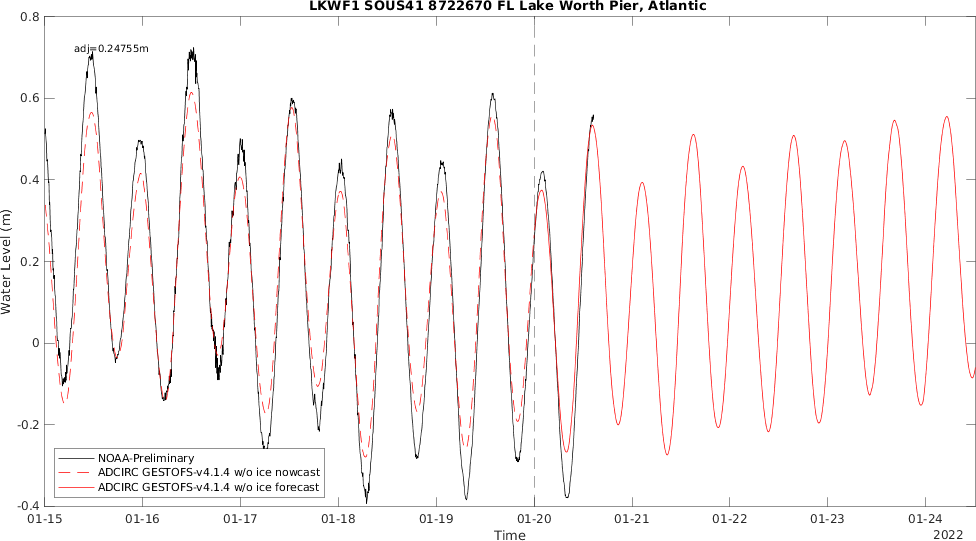 LKWF1 SOUS41 8722670 FL Lake Worth Pier, Atlantic
adj=0.24755m
0.8
0.6
0.4
0.2
0
-0.2
-0.4
Water Level (m)
NOAA-Preliminary
ADCIRC GESTOFS-v4.1.4 w/o ice nowcast
ADCIRC GESTOFS-v4.1.4 w/o ice forecast
01-15 01-16 01-17 01-18 01-19 01-20 01-21 01-22 01-23 01-24
Time
2022